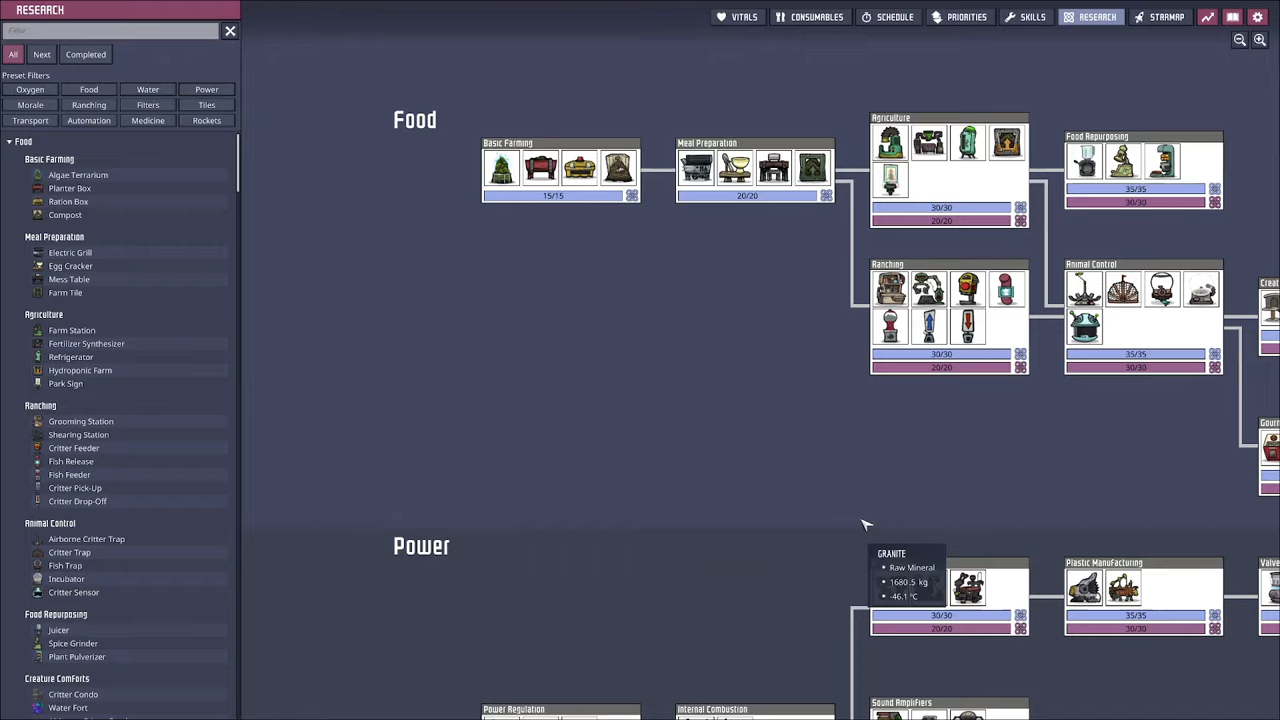 RESEARCH
VITALS
CONSUMABLES
SCHEDULE
PRIORITIES
SKILLS
RESEARCH
STARMAP
Filter
All
Next
Completed
Preset Filters
Oxygen
Food
Water
Power
Morale
Ranching
Filters
Tiles
Transport
Automation
Medicine
Rockets
Food
Basic Farming
Algae Terrarium
Planter Box
Ration Box
Compost
Meal Preparation
Electric Grill
Egg Cracker
Mess Table
Farm Tile
Agriculture
Farm Station
Fertilizer Synthesizer
Refrigerator
Hydroponic Farm
Park Sign
Ranching
Grooming Station
Shearing Station
Critter Feeder
Fish Release
Fish Feeder
Critter Pick-Up
Critter Drop-Off
Animal Control
Airborne Critter Trap
Critter Trap
Fish Trap
Incubator
Critter Sensor
Food Repurposing
Juicer
Spice Grinder
Plant Pulverizer
Creature Comforts
Critter Condo
Water Fort
Food
Basic Farming
15/15
Meal Preparation
20/20
Agriculture
30/30
20/20
Food Repurposing
35/35
30/30
Ranching
30/30
20/20
Animal Control
35/35
30/30
Creat
Gourm
Power
GRANITE
• Raw Mineral
• 1680.5 kg
• -46.1 °C
30/30
20/20
Plastic Manufacturing
35/35
30/30
Valve
Power Regulation
Internal Combustion
Sound Amplifiers